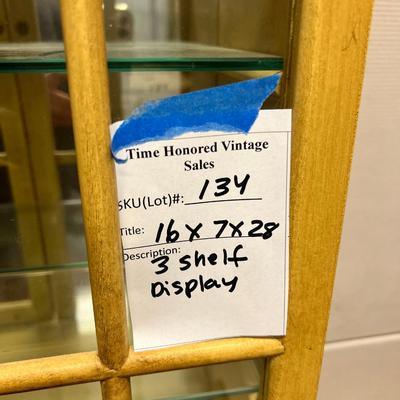 Time Honored Vintage
Sales
SKU(Lot)#: 134
Title: 16 x 7 x 28
Description:
3 Shelf
Display